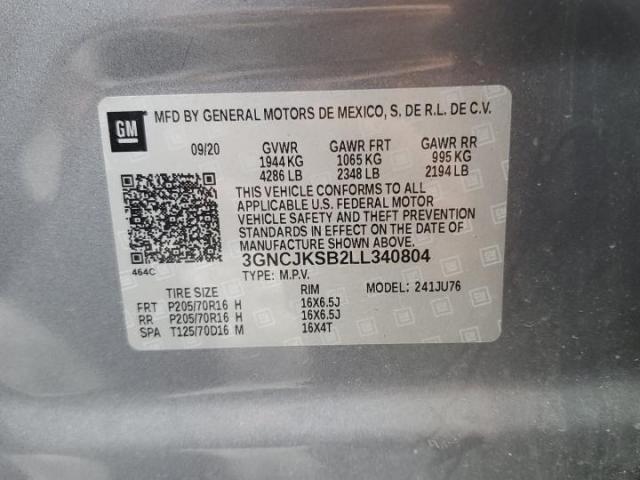 GM
MFD BY GENERAL MOTORS DE MEXICO, S. DE R.L. DE C.V.
09/20 GVWR GAWR FRT GAWR RR
1944 KG 1065 KG 995 KG
4286 LB 2348 LB 2194 LB
THIS VEHICLE CONFORMS TO ALL
APPLICABLE U.S. FEDERAL MOTOR
VEHICLE SAFETY AND THEFT PREVENTION
STANDARDS IN EFFECT ON THE DATE OF
MANUFACTURE SHOWN ABOVE.
464C
3GNCJKSB2LL340804
TYPE: M.P.V. MODEL: 241JU76
TIRE SIZE RIM
FRT P205/70R16 H 16X6.5J
RR P205/70R16 H 16X6.5J
SPA T125/70D16 M 16X4T